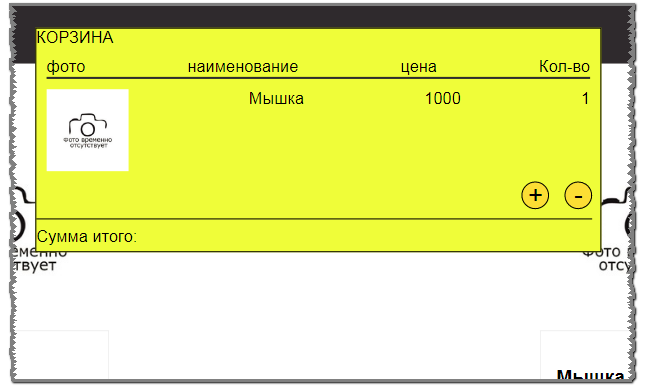 КОРЗИНА
фото наименование цена Кол-во
Мышка 1000 1
Фото временно
отсутствует
+ -
Сумма итого:
Мышка